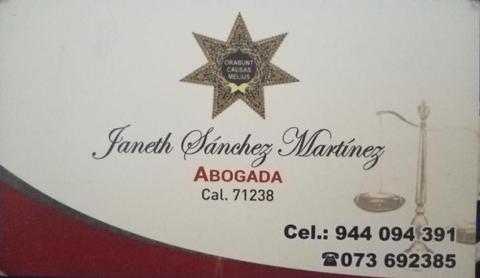 ORABUNT
CAUSAS
MELIUS
Janeth Sánchez Martínez
ABOGADA
Cal. 71238
Cel.: 944 094 391
☎073 692385